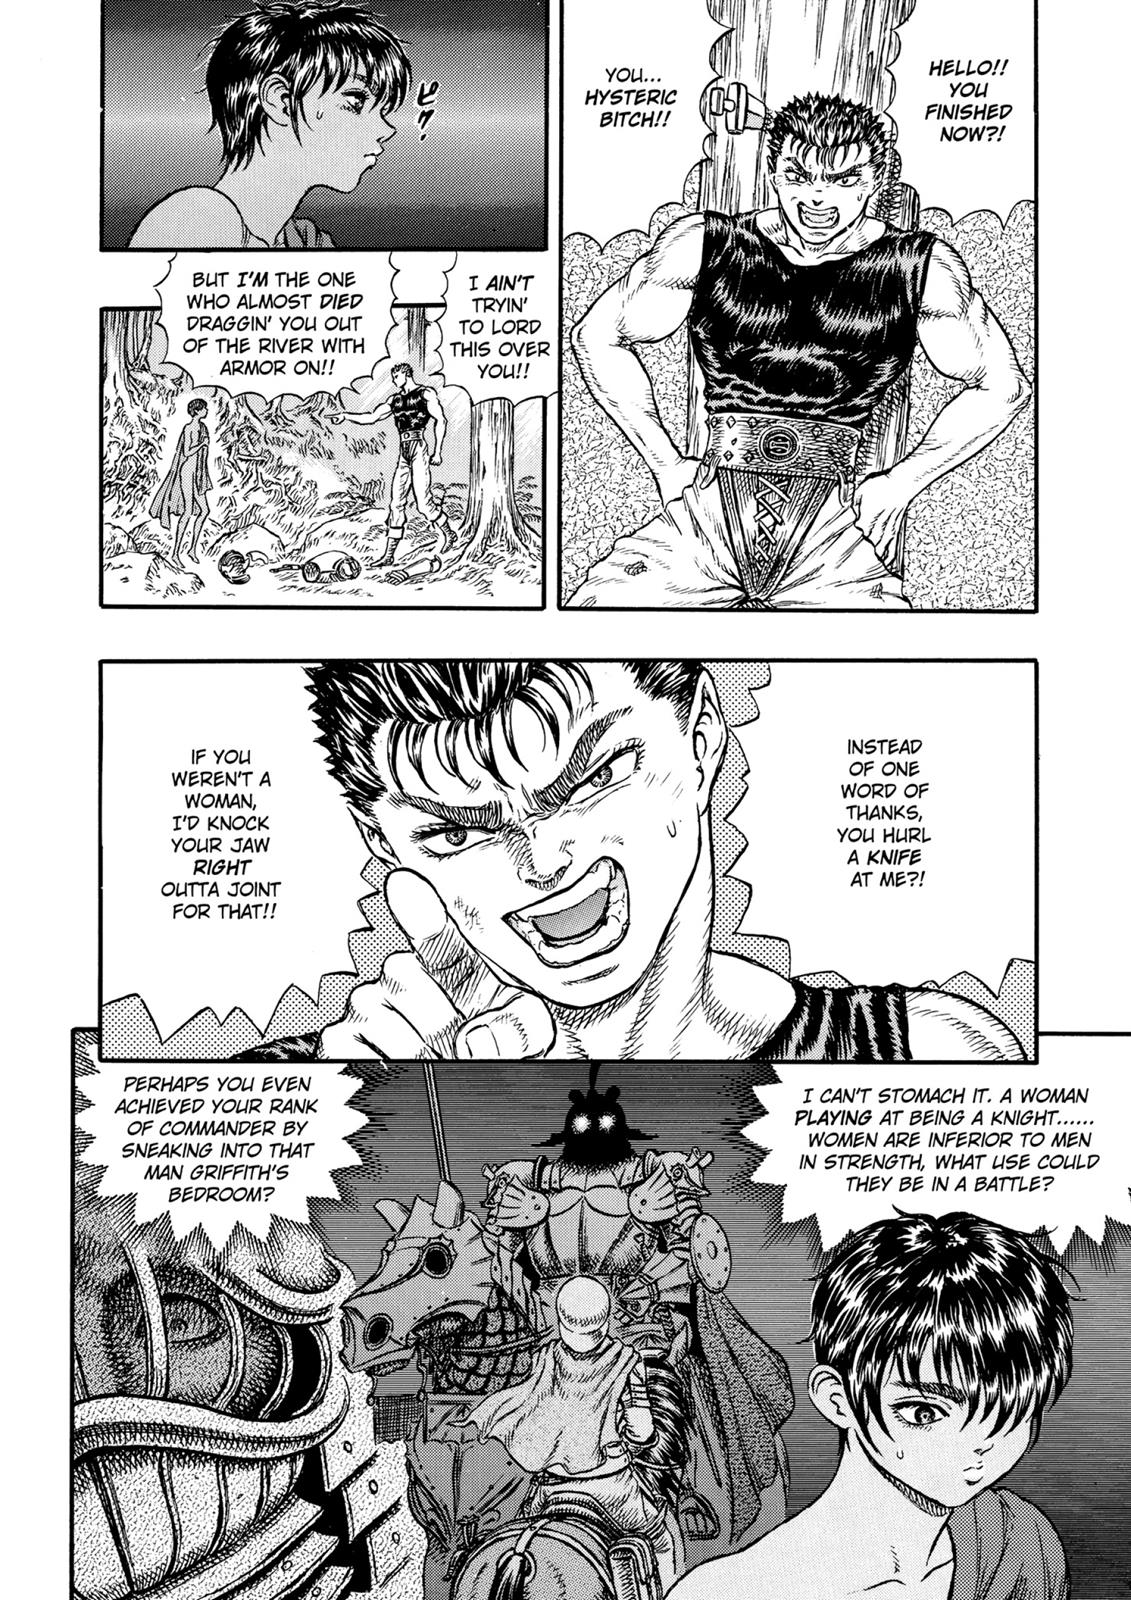 HELLO!!
YOU
FINISHED
NOW?!
YOU...
HYSTERIC
BITCH!!
ビクッ
I AIN'T
TRYIN'
TO LORD
THIS OVER
YOU!!
BUT I'M THE ONE
WHO ALMOST DIED
DRAGGIN' YOU OUT
OF THE RIVER WITH
ARMOR ON!!
INSTEAD
OF ONE
WORD OF
THANKS,
YOU HURL
A KNIFE
AT ME?!
IF YOU
WEREN'T A
WOMAN,
I'D KNOCK
YOUR JAW
RIGHT
OUTTA JOINT
FOR THAT!!
I CAN'T STOMACH IT. A WOMAN
PLAYING AT BEING A KNIGHT......
WOMEN ARE INFERIOR TO MEN
IN STRENGTH, WHAT USE COULD
THEY BE IN A BATTLE?
PERHAPS YOU EVEN
ACHIEVED YOUR RANK
OF COMMANDER BY
SNEAKING INTO THAT
MAN GRIFFITH'S
BEDROOM?